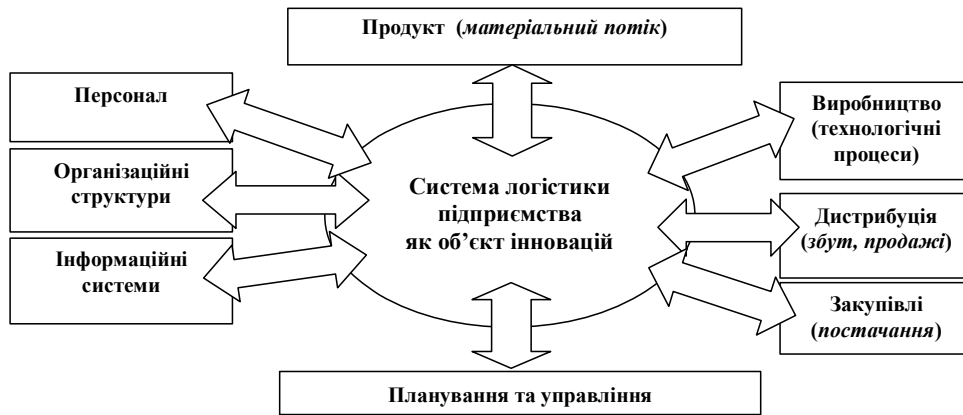 Продукт (матеріальний потік)
Персонал
Організаційні
структури
Інформаційні
системи
Система логістики
підприємства
як об’єкт інновацій
Виробництво
(технологічні
процеси)
Дистрибуція
(збут, продажі)
Закупівлі
(постачання)
Планування та управління